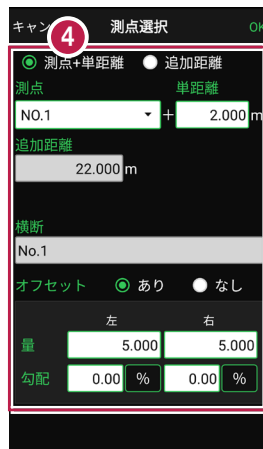 キャン 4 測点選択 OK
測点+単距離 追加距離
測点 単距離
NO.1 + 2.000 m
追加距離
22.000 m
横断
No.1
オフセット あり なし
左 右
量 5.000 5.000
勾配 0.00 % 0.00 %